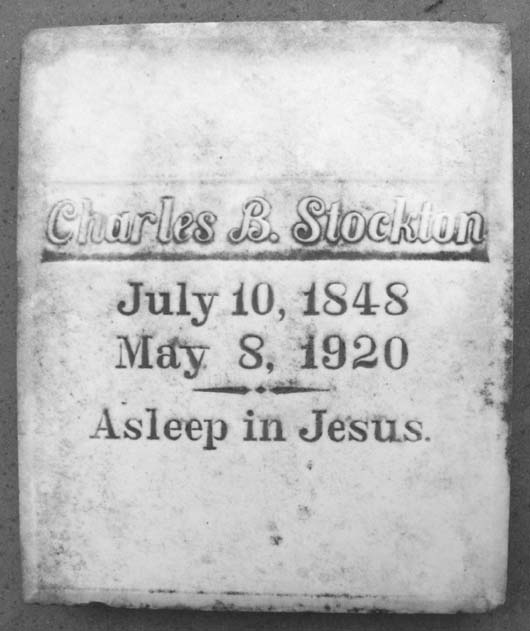 Charles B. Stockton
July 10, 1848
May 8, 1920
Asleep in Jesus.